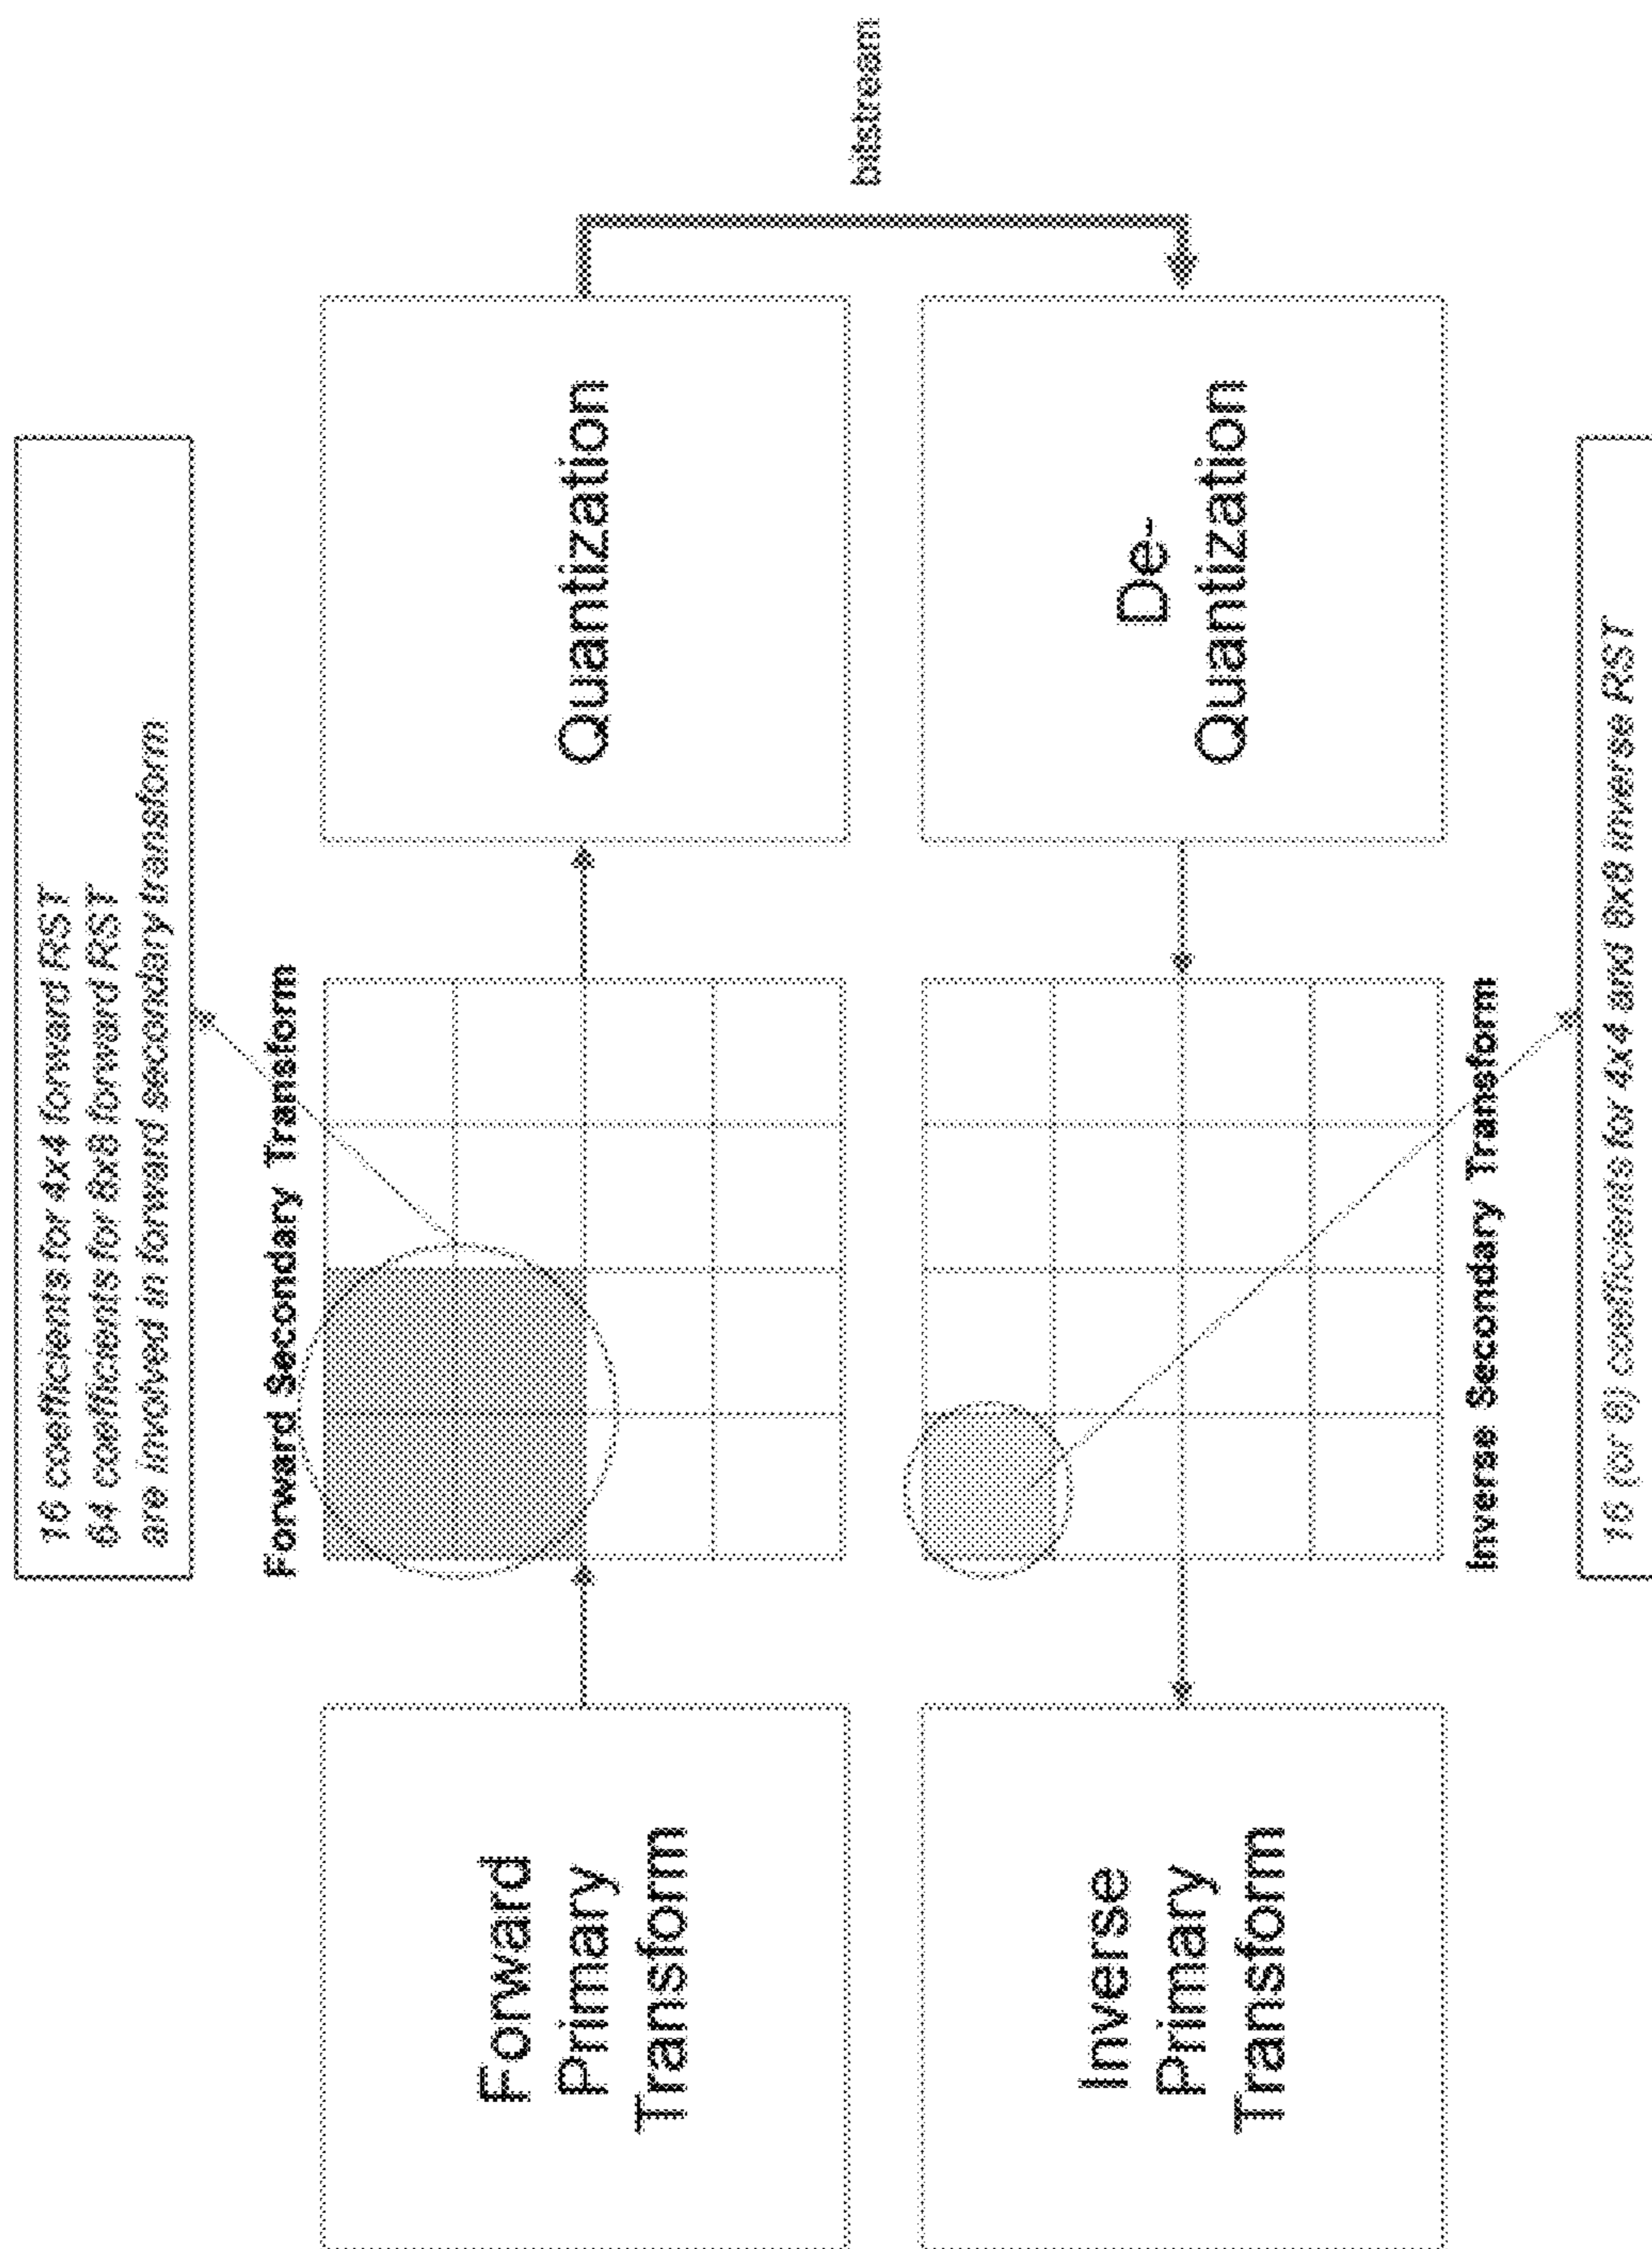 16 coefficients for 4x4 forward RST
64 coefficients for 8x8 forward RST
are involved in forward secondary transform
Forward Secondary Transform
Forward
Primary
Transform
Quantization
bitstream
Inverse
Primary
Transform
De-
Quantization
Inverse Secondary Transform
16 (or 8) coefficients for 4x4 and 8x8 inverse RST